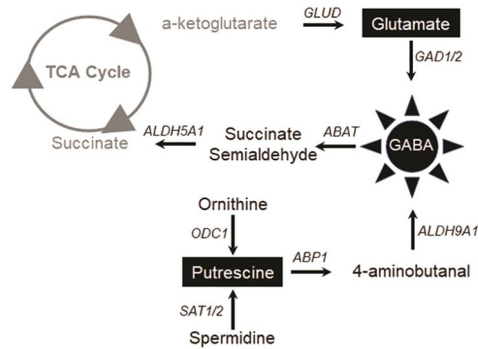 a-ketoglutarate
GLUD
Glutamate
TCA Cycle
GAD1/2
Succinate
ALDH5A1
Succinate
Semialdehyde
ABAT
GABA
Ornithine
ODC1
ALDH9A1
Putrescine
ABP1
4-aminobutanal
SAT1/2
Spermidine